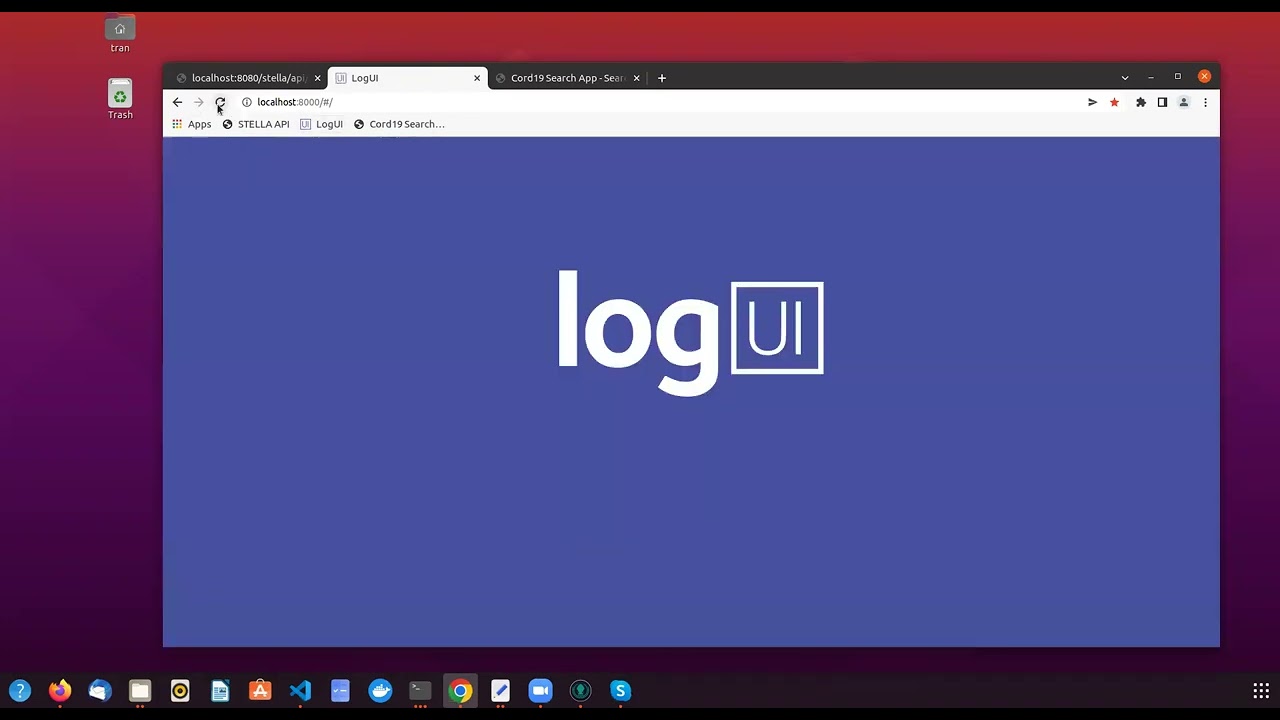 tran
Trash
localhost:8080/stella/api
LogUI
Cord19 Search App - Sear
localhost:8000/#/
Apps
STELLA API
UI LogUI
Cord19 Search…
log UI